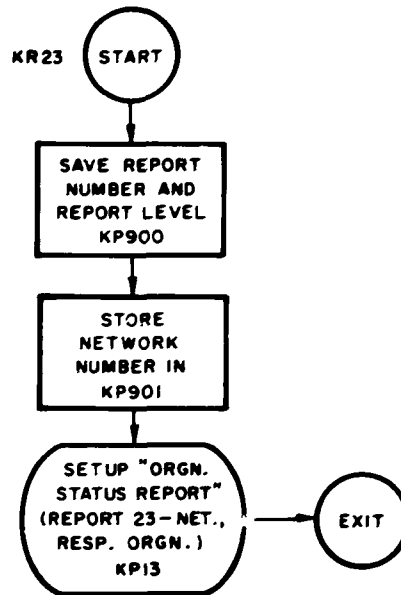 KR23 START
SAVE REPORT
NUMBER AND
REPORT LEVEL
KP900
STORE
NETWORK
NUMBER IN
KP901
SETUP "ORGN.
STATUS REPORT"
(REPORT 23-NET.,
RESP. ORGN.)
KP13
EXIT